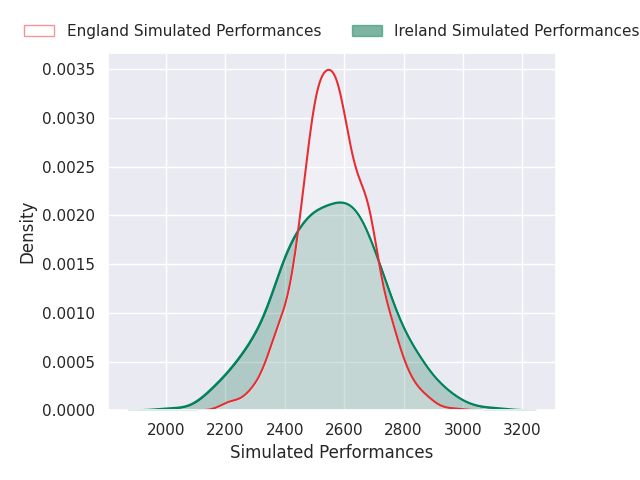 England Simulated Performances
Ireland Simulated Performances
0.0035
0.0030
0.0025
0.0020
0.0015
0.0010
0.0005
0.0000
Density
2000 2200 2400 2600 2800 3000 3200
Simulated Performances